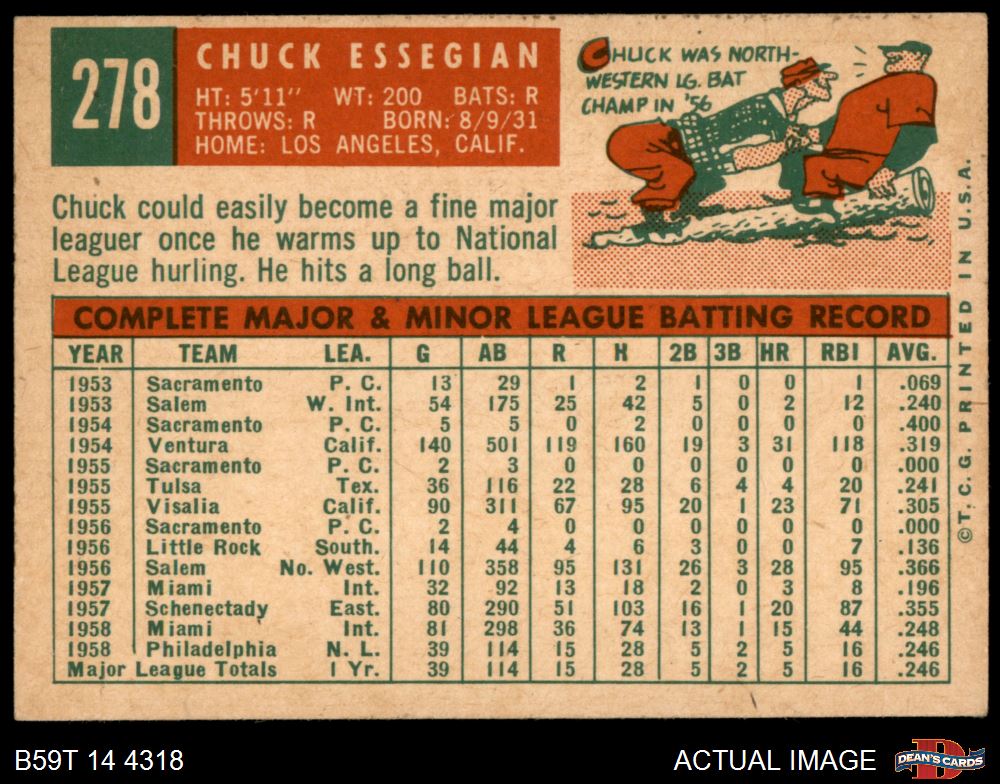 278
CHUCK ESSEGIAN
HT: 5'11" WT: 200 BATS: R
THROWS: R BORN: 8/9/31
HOME: LOS ANGELES, CALIF.
CHUCK WAS NORTH-
WESTERN LG. BAT
CHAMP IN '56
Chuck could easily become a fine major
leaguer once he warms up to National
League hurling. He hits a long ball.
COMPLETE MAJOR & MINOR LEAGUE BATTING RECORD
YEAR TEAM LEA. G AB R H 2B 3B HR RBI AVG.
1953 Sacramento P. C. 13 29 1 2 1 0 0 1 .069
1953 Salem W. Int. 54 175 25 42 5 0 2 12 .240
1954 Sacramento P. C. 5 5 0 2 0 0 0 0 .400
1954 Ventura Calif. 140 501 119 160 19 3 31 118 .319
1955 Sacramento P. C. 2 3 0 0 0 0 0 0 .000
1955 Tulsa Tex. 36 116 22 28 6 4 4 20 .241
1955 Visalia Calif. 90 311 67 95 20 1 23 71 .305
1956 Sacramento P. C. 2 4 0 0 0 0 0 0 .000
1956 Little Rock South. 14 44 4 6 3 0 0 7 .136
1956 Salem No. West. 110 358 95 131 26 3 28 95 .366
1957 Miami Int. 32 92 13 18 2 0 3 8 .196
1957 Schenectady East. 80 290 51 103 16 1 20 87 .355
1958 Miami Int. 81 298 36 74 13 1 15 44 .248
1958 Philadelphia N. L. 39 114 15 28 5 2 5 16 .246
Major League Totals 1 Yr. 39 114 15 28 5 2 5 16 .246
© T. C. G. PRINTED IN U.S.A.
B59T 14 4318
ACTUAL IMAGE
DEAN'S CARDS